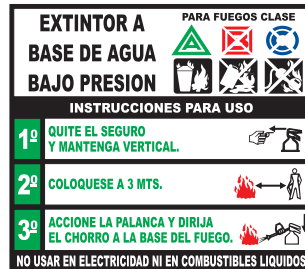 EXTINTOR A
BASE DE AGUA
BAJO PRESION
PARA FUEGOS CLASE
A
INSTRUCCIONES PARA USO
1º QUITE EL SEGURO
Y MANTENGA VERTICAL.
2º COLOQUESE A 3 MTS.
3º ACCIONE LA PALANCA Y DIRIJA
EL CHORRO A LA BASE DEL FUEGO.
NO USAR EN ELECTRICIDAD NI EN COMBUSTIBLES LIQUIDOS